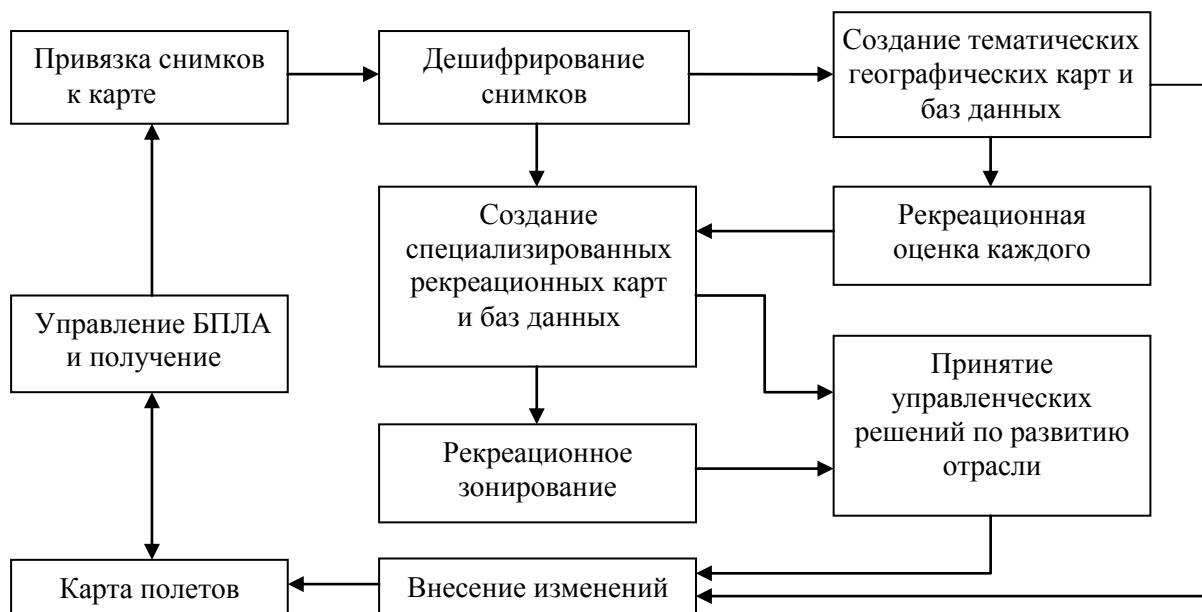 Привязка снимков
к карте
Дешифрирование
снимков
Создание тематических
географических карт и
баз данных
Создание
специализированных
рекреационных карт
и баз данных
Рекреационная
оценка каждого
Управление БПЛА
и получение
Принятие
управленческих
решений по развитию
отрасли
Рекреационное
зонирование
Карта полетов
Внесение изменений